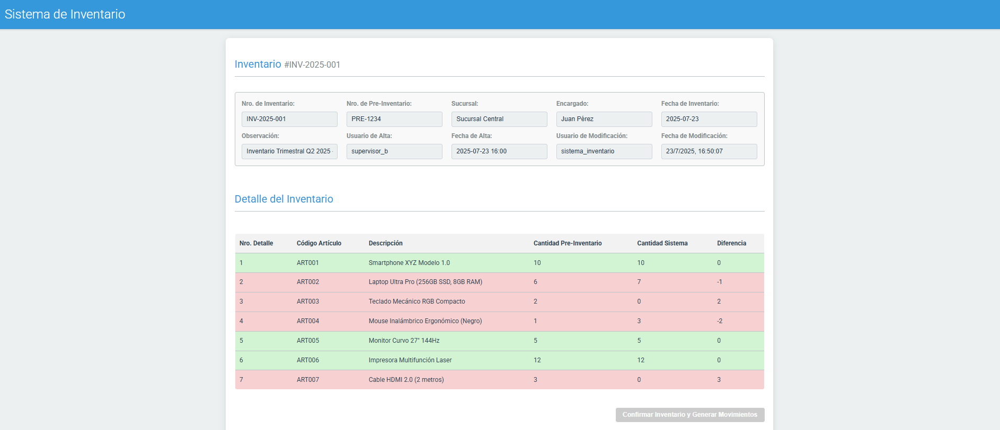 Sistema de Inventario
Inventario #INV-2025-001
Nro. de Inventario: Nro. de Pre-Inventario: Sucursal: Encargado: Fecha de Inventario:
INV-2025-001 PRE-1234 Sucursal Central Juan Pérez 2025-07-23
Observación: Usuario de Alta: Fecha de Alta: Usuario de Modificación: Fecha de Modificación:
Inventario Trimestral Q2 2025 supervisor_b 2025-07-23 16:00 sistema_inventario 23/7/2025, 16:50:07
Detalle del Inventario
Nro. Detalle Código Artículo Descripción Cantidad Pre-Inventario Cantidad Sistema Diferencia
1 ART001 Smartphone XYZ Modelo 1.0 10 10 0
2 ART002 Laptop Ultra Pro (256GB SSD, 8GB RAM) 6 7 -1
3 ART003 Teclado Mecánico RGB Compacto 2 0 2
4 ART004 Mouse Inalámbrico Ergonómico (Negro) 1 3 -2
5 ART005 Monitor Curvo 27" 144Hz 5 5 0
6 ART006 Impresora Multifunción Laser 12 12 0
7 ART007 Cable HDMI 2.0 (2 metros) 3 0 3
Confirmar Inventario y Generar Movimientos